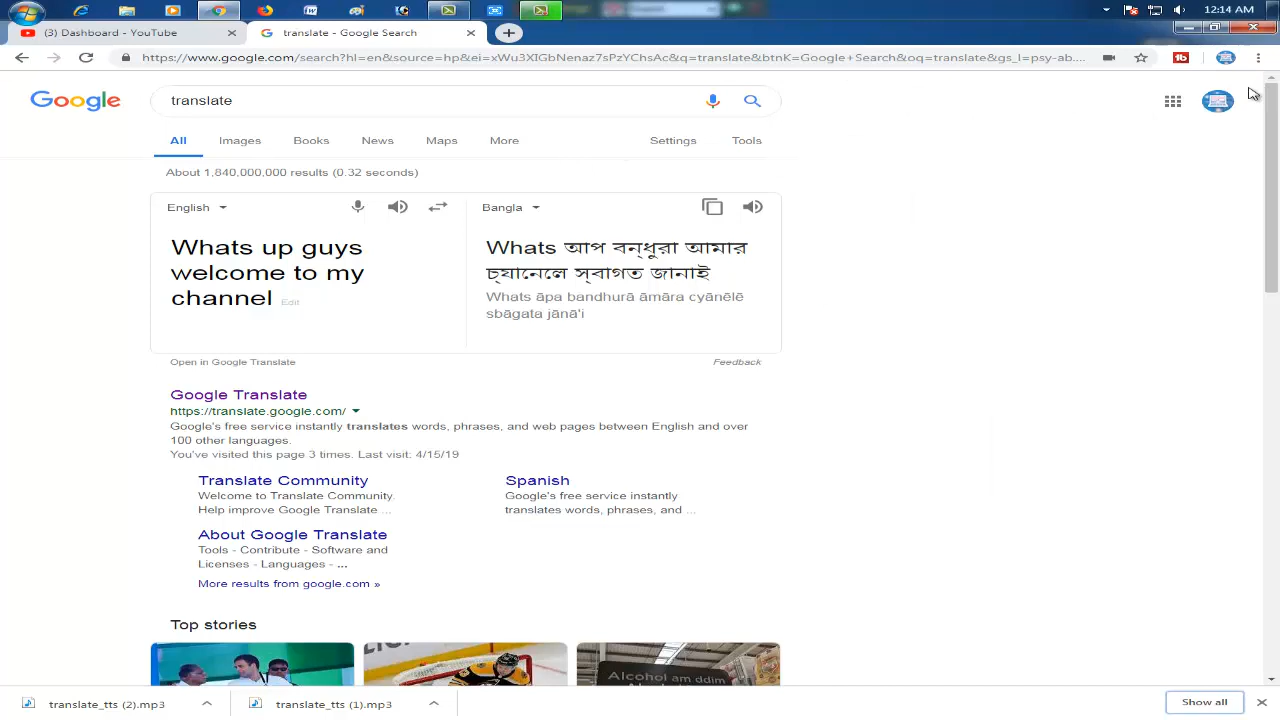 12:14 AM
(3) Dashboard - YouTube
translate - Google Search
https://www.google.com/search?hl=en&source=hp&ei=xWu3XIGbNenaz7sPzYChsAc&q=translate&btnK=Google+Search&oq=translate&gs_l=psy-ab....
Google
translate
All Images Books News Maps More Settings Tools
About 1,840,000,000 results (0.32 seconds)
English
Whats up guys
welcome to my
channel Edit
Bangla
Whats আপ বন্ধুরা আমার
চ্যানেলে স্বাগত জানাই
Whats āpa bandhurā āmāra cyānēlē
sbāgata jānā'i
Open in Google Translate Feedback
Google Translate
https://translate.google.com/
Google's free service instantly translates words, phrases, and web pages between English and over
100 other languages.
You've visited this page 3 times. Last visit: 4/15/19
Translate Community
Welcome to Translate Community.
Help improve Google Translate ...
Spanish
Google's free service instantly
translates words, phrases, and ...
About Google Translate
Tools - Contribute - Software and
Licenses - Languages - ...
More results from google.com »
Top stories
Alcohol
translate_tts (2).mp3
translate_tts (1).mp3
Show all